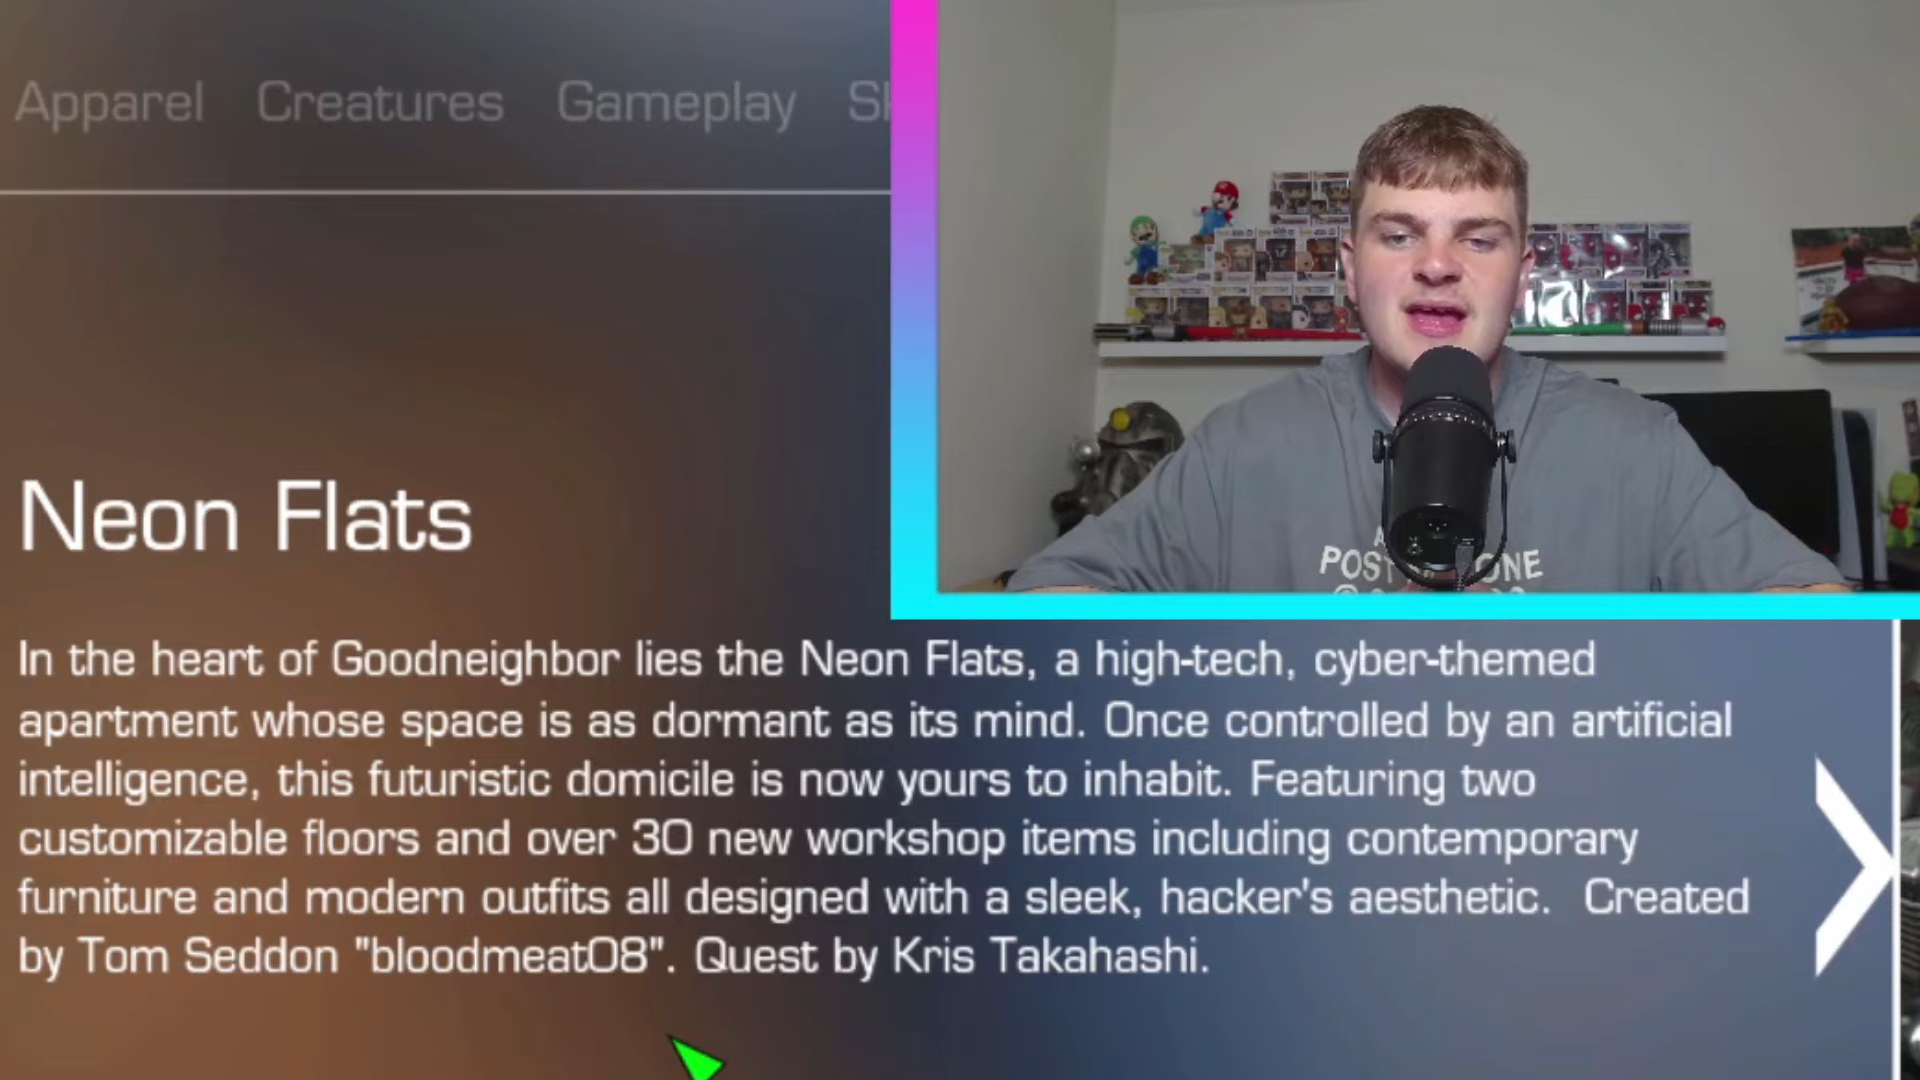 Apparel Creatures Gameplay
Neon Flats
In the heart of Goodneighbor lies the Neon Flats, a high-tech, cyber-themed
apartment whose space is as dormant as its mind. Once controlled by an artificial
intelligence, this futuristic domicile is now yours to inhabit. Featuring two
customizable floors and over 30 new workshop items including contemporary
furniture and modern outfits all designed with a sleek, hacker's aesthetic.  Created
by Tom Seddon "bloodmeat08". Quest by Kris Takahashi.
POST